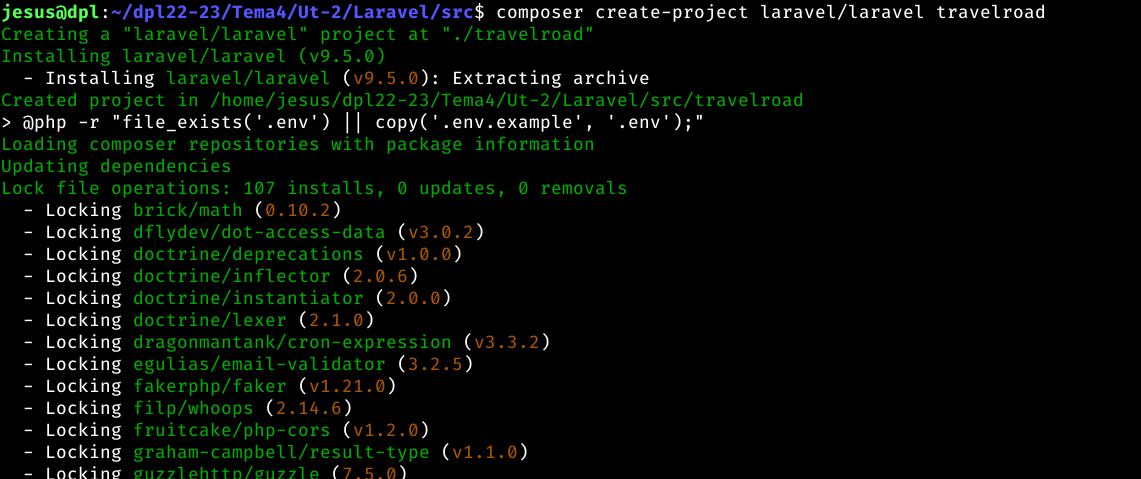 jesus@dpl:~/dpl22-23/Tema4/Ut-2/Laravel/src$ composer create-project laravel/laravel travelroad
Creating a "laravel/laravel" project at "./travelroad"
Installing laravel/laravel (v9.5.0)
  - Installing laravel/laravel (v9.5.0): Extracting archive
Created project in /home/jesus/dpl22-23/Tema4/Ut-2/Laravel/src/travelroad
> @php -r "file_exists('.env') || copy('.env.example', '.env');"
Loading composer repositories with package information
Updating dependencies
Lock file operations: 107 installs, 0 updates, 0 removals
  - Locking brick/math (0.10.2)
  - Locking dflydev/dot-access-data (v3.0.2)
  - Locking doctrine/deprecations (v1.0.0)
  - Locking doctrine/inflector (2.0.6)
  - Locking doctrine/instantiator (2.0.0)
  - Locking doctrine/lexer (2.1.0)
  - Locking dragonmantank/cron-expression (v3.3.2)
  - Locking egulias/email-validator (3.2.5)
  - Locking fakerphp/faker (v1.21.0)
  - Locking filp/whoops (2.14.6)
  - Locking fruitcake/php-cors (v1.2.0)
  - Locking graham-campbell/result-type (v1.1.0)
  - Locking guzzlehttp/guzzle (7.5.0)